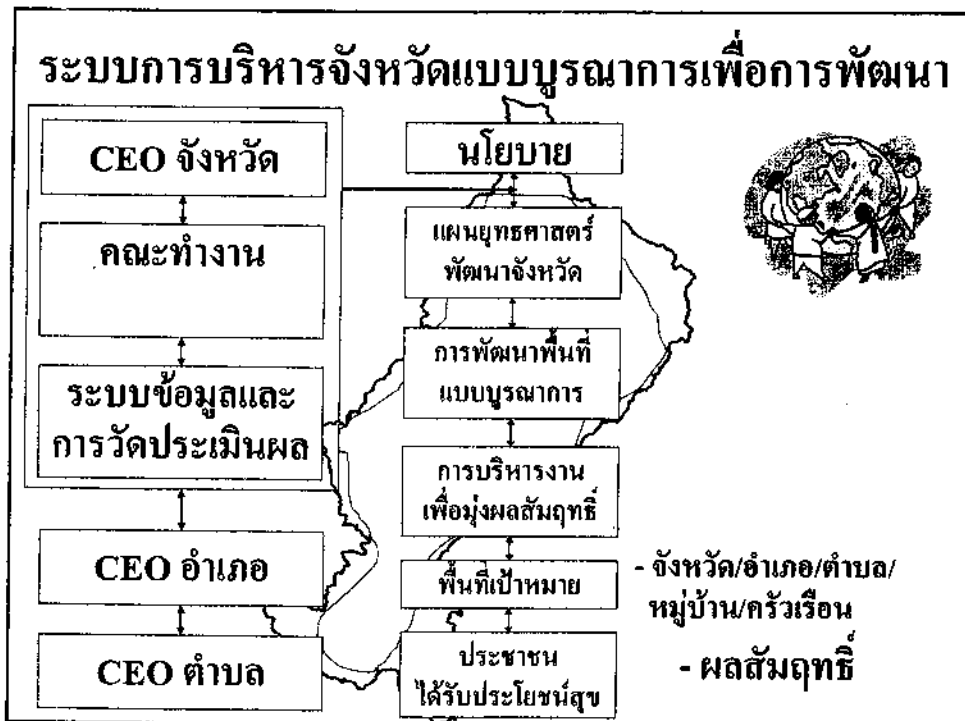 ระบบการบริหารจังหวัดแบบบูรณาการเพื่อการพัฒนา
CEO จังหวัด
คณะทำงาน
ระบบข้อมูลและ
การวัดประเมินผล
CEO อำเภอ
CEO ตำบล
นโยบาย
แผนยุทธศาสตร์
พัฒนาจังหวัด
การพัฒนาพื้นที่
แบบบูรณาการ
การบริหารงาน
เพื่อมุ่งผลสัมฤทธิ์
พื้นที่เป้าหมาย
ประชาชน
ได้รับประโยชน์สุข
- จังหวัด/อำเภอ/ตำบล/
หมู่บ้าน/ครัวเรือน
- ผลสัมฤทธิ์